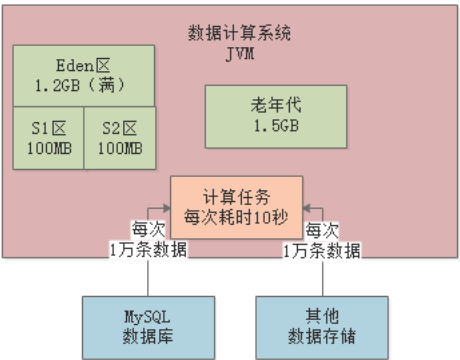 数据计算系统
JVM
Eden区
1.2GB（满）
S1区
100MB
S2区
100MB
老年代
1.5GB
计算任务
每次耗时10秒
每次
1万条数据
每次
1万条数据
MySQL
数据库
其他
数据存储